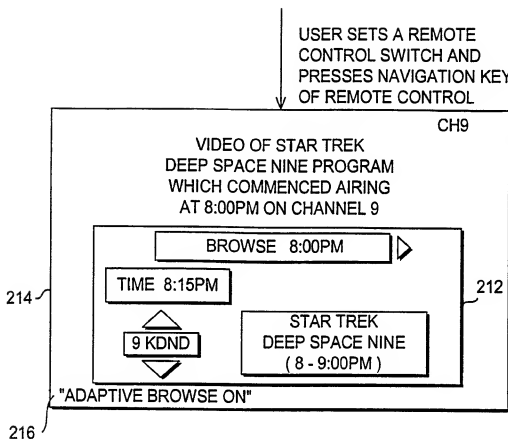 USER SETS A REMOTE
CONTROL SWITCH AND
PRESSES NAVIGATION KEY
OF REMOTE CONTROL
CH9
VIDEO OF STAR TREK
DEEP SPACE NINE PROGRAM
WHICH COMMENCED AIRING
AT 8:00PM ON CHANNEL 9
BROWSE 8:00PM
TIME 8:15PM
214
212
9 KDND
STAR TREK
DEEP SPACE NINE
( 8 - 9:00PM )
"ADAPTIVE BROWSE ON"
216